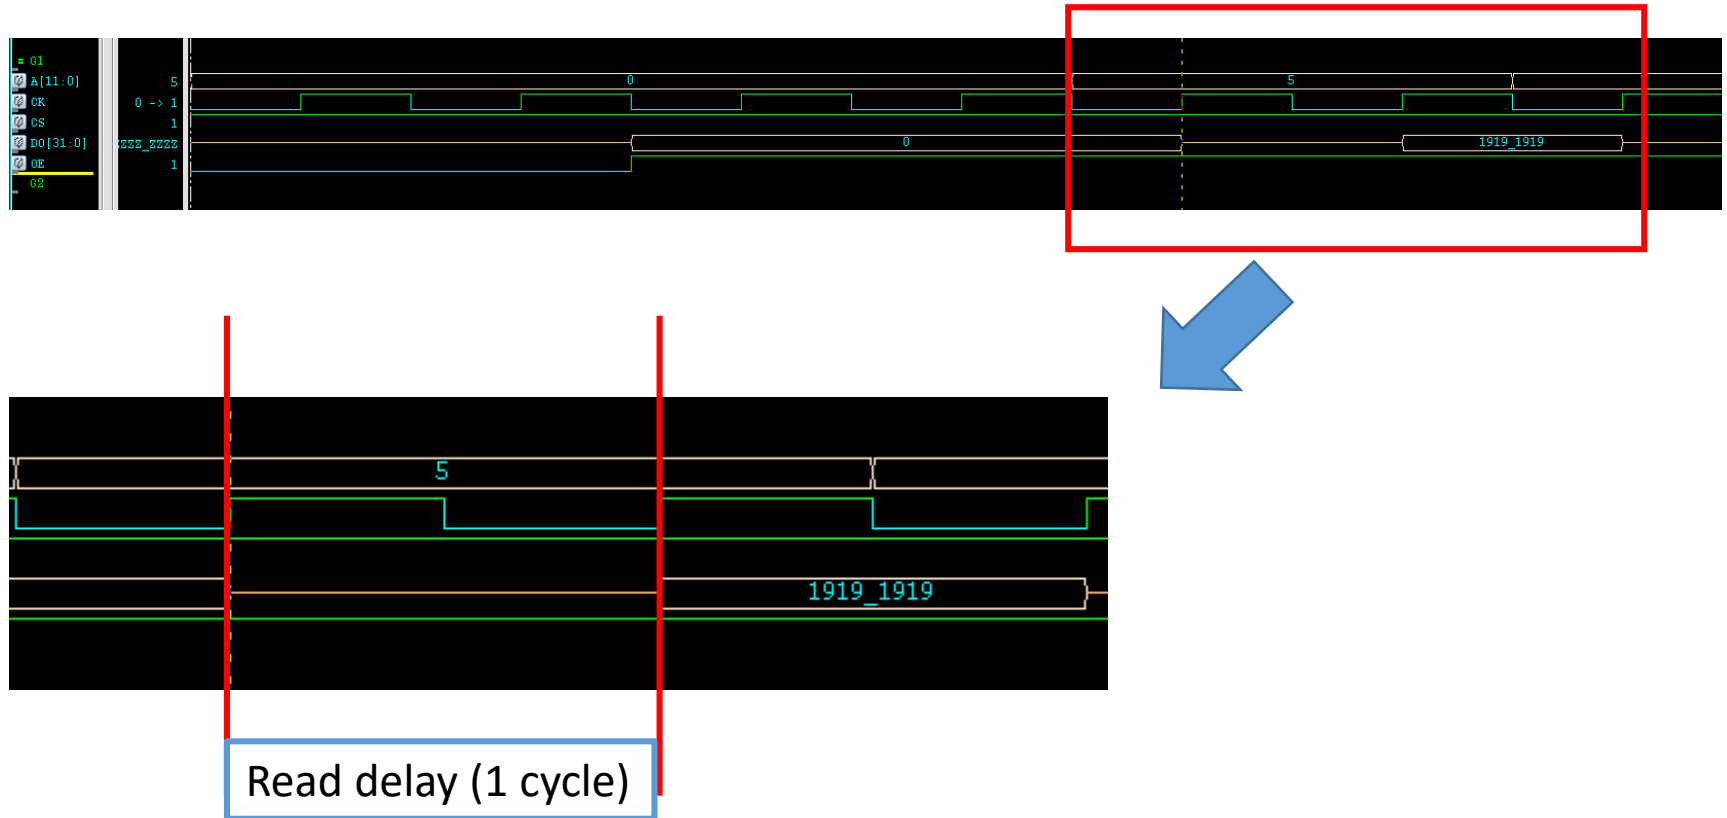 G1
A[11:0] 5 0 5
CK 0 -> 1
CS 1
DO[31:0] ZZZZ_ZZZZ 0 1919_1919
OE 1
G2
5
1919_1919
Read delay (1 cycle)